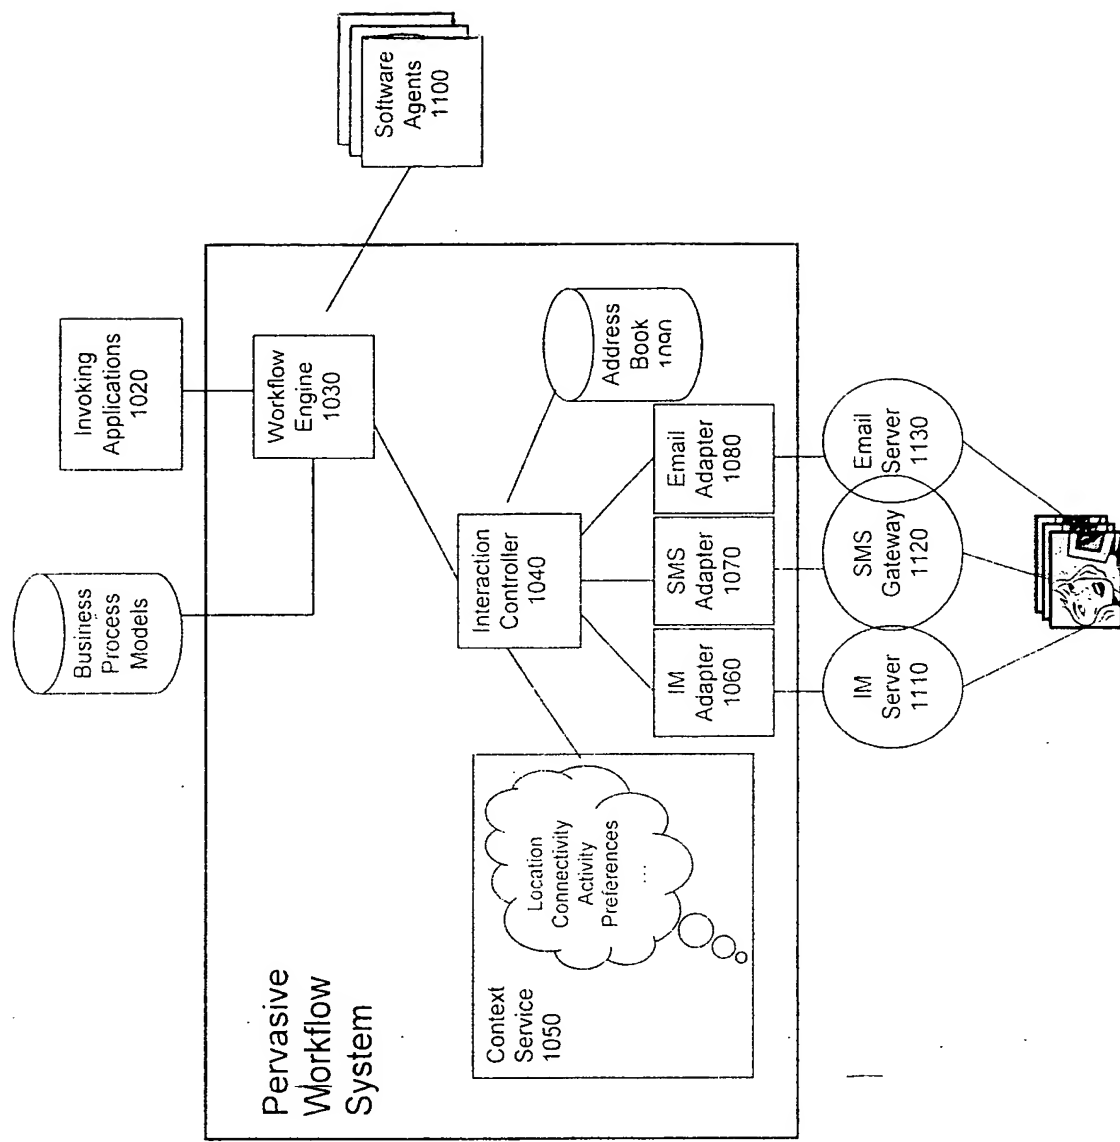 Business
Process
Models
Invoking
Applications
1020
Pervasive
Workflow
System
Workflow
Engine
1030
Software
Agents
1100
Context
Service
1050
Location
Connectivity
Activity
Preferences
...
Interaction
Controller
1040
Address
Book
1090
IM
Adapter
1060
SMS
Adapter
1070
Email
Adapter
1080
IM
Server
1110
SMS
Gateway
1120
Email
Server
1130